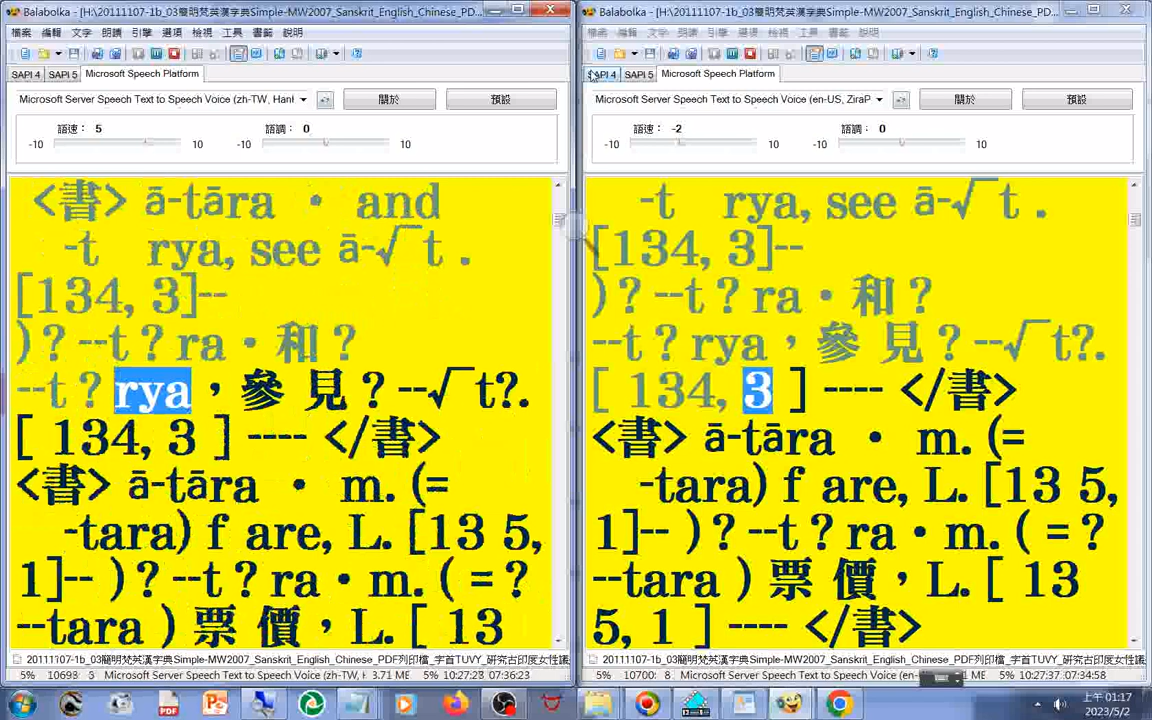 Balabolka - [H:\20111107-1b_03簡明梵英漢字典Simple-MW2007_Sanskrit_English_Chinese_PD...
檔案 編輯 文字 朗讀 引擎 選項 檢視 工具 書籤 說明
SAPI 4 SAPI 5 Microsoft Speech Platform
Microsoft Server Speech Text to Speech Voice (zh-TW, Hanl
關於 預設
語速： 5 語調： 0
-10 10 -10 10
<書> ā-tāra • and
-t rya, see ā-√ t .
[134, 3]--
)? --t ? ra • 和 ?
--t ? rya，參 見 ? --√ t?.
[ 134, 3 ] ---- </書>
<書> ā-tāra • m. (=
-tara) f are, L. [13 5,
1]-- )? --t ? ra • m. ( = ?
--tara ) 票 價，L. [ 13
20111107-1b_03簡明梵英漢字典Simple-MW2007_Sanskrit_English_Chinese_PDF列印檔_字首TUVY_研究古印度女性議
5% 10693: 3 Microsoft Server Speech Text to Speech Voice (zh-TW, H 3.71 ME 5% 10:27:23 07:36:23
Balabolka - [H:\20111107-1b_03簡明梵英漢字典Simple-MW2007_Sanskrit_English_Chinese_PDF...
檔案 編輯 文字 朗讀 引擎 選項 檢視 工具 書籤 說明
SAPI 4 SAPI 5 Microsoft Speech Platform
Microsoft Server Speech Text to Speech Voice (en-US, ZiraP
關於 預設
語速： -2 語調： 0
-10 10 -10 10
-t rya, see ā-√ t .
[134, 3]--
)? --t ? ra • 和 ?
--t ? rya，參 見 ? --√ t?.
[ 134, 3 ] ---- </書>
<書> ā-tāra • m. (=
-tara) f are, L. [13 5,
1]-- )? --t ? ra • m. ( = ?
--tara ) 票 價，L. [ 13
5, 1 ] ---- </書>
20111107-1b_03簡明梵英漢字典Simple-MW2007_Sanskrit_English_Chinese_PDF列印檔_字首TUVY_研究古印度女性議
5% 10700: 8 Microsoft Server Speech Text to Speech Voice (en-US 5% 10:27:37 07:34:58
上午 01:17
2023/5/2